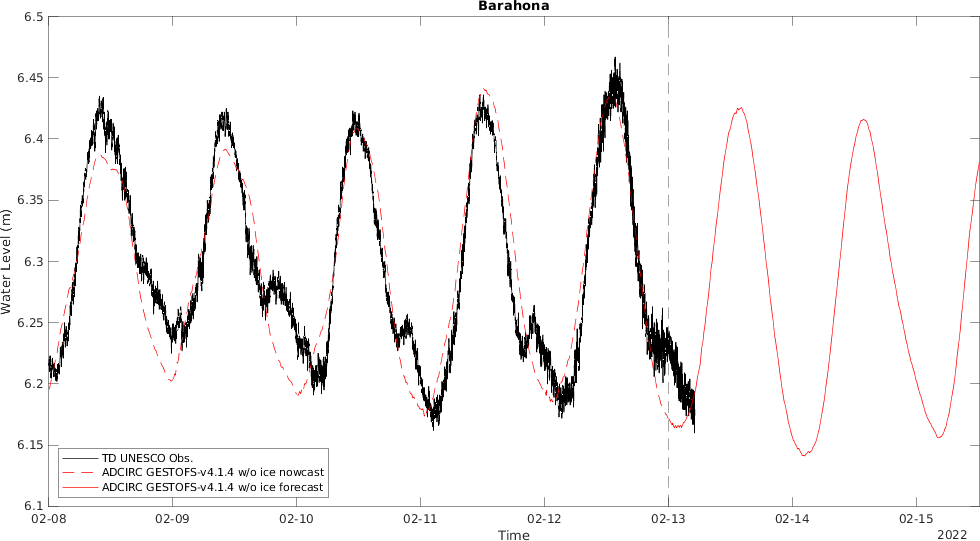 Barahona
6.5
6.45
6.4
6.35
6.3
6.25
6.2
6.15
6.1
Water Level (m)
TD UNESCO Obs.
ADCIRC GESTOFS-v4.1.4 w/o ice nowcast
ADCIRC GESTOFS-v4.1.4 w/o ice forecast
02-08 02-09 02-10 02-11 02-12 02-13 02-14 02-15
Time
2022